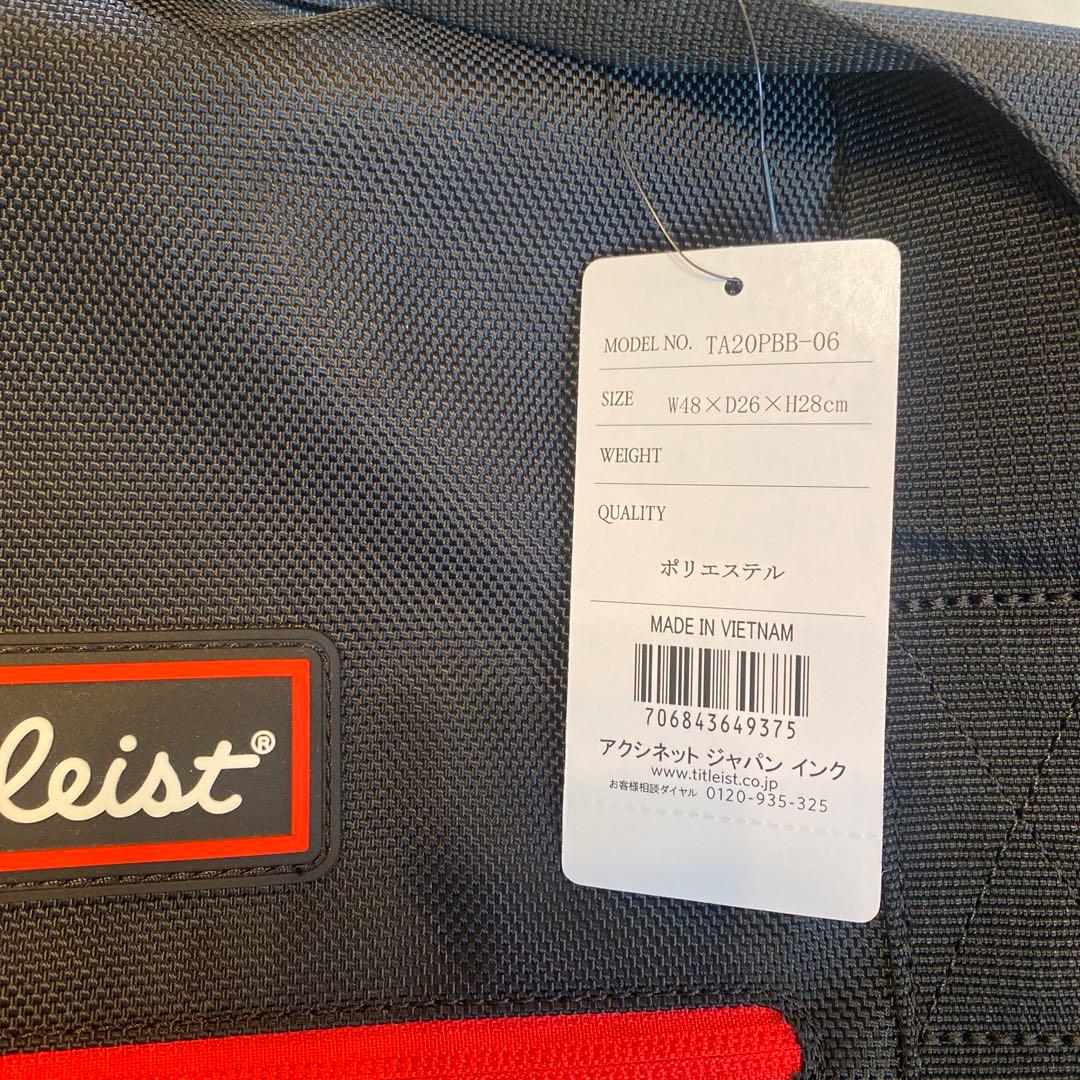 MODEL NO. TA20PBB-06
SIZE W48×D26×H28cm
WEIGHT
QUALITY
ポリエステル
MADE IN VIETNAM
706843649375
アクシネット ジャパン インク
www.titleist.co.jp
お客様相談ダイヤル 0120-935-325
leist®